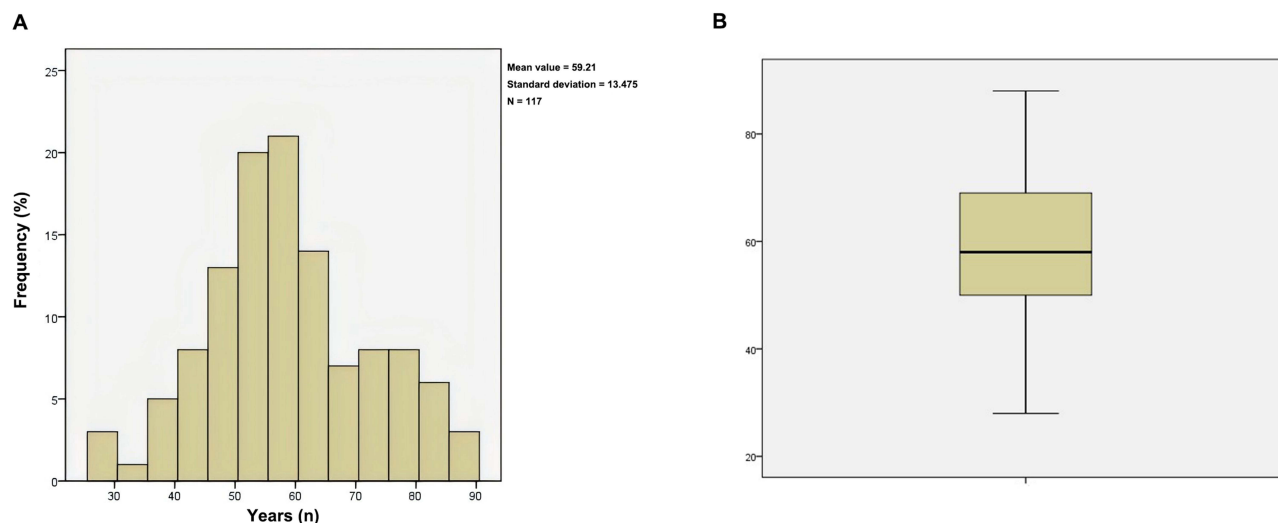 A
25
20
15
10
5
0
Frequency (%)
30 40 50 60 70 80 90
Years (n)
Mean value = 59.21
Standard deviation = 13.475
N = 117
B
80
60
40
20